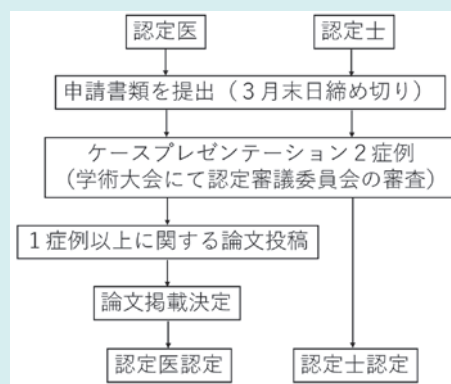 認定医
認定士
申請書類を提出（３月末日締め切り）
ケースプレゼンテーション２症例
（学術大会にて認定審議委員会の審査）
１症例以上に関する論文投稿
論文掲載決定
認定医認定
認定士認定